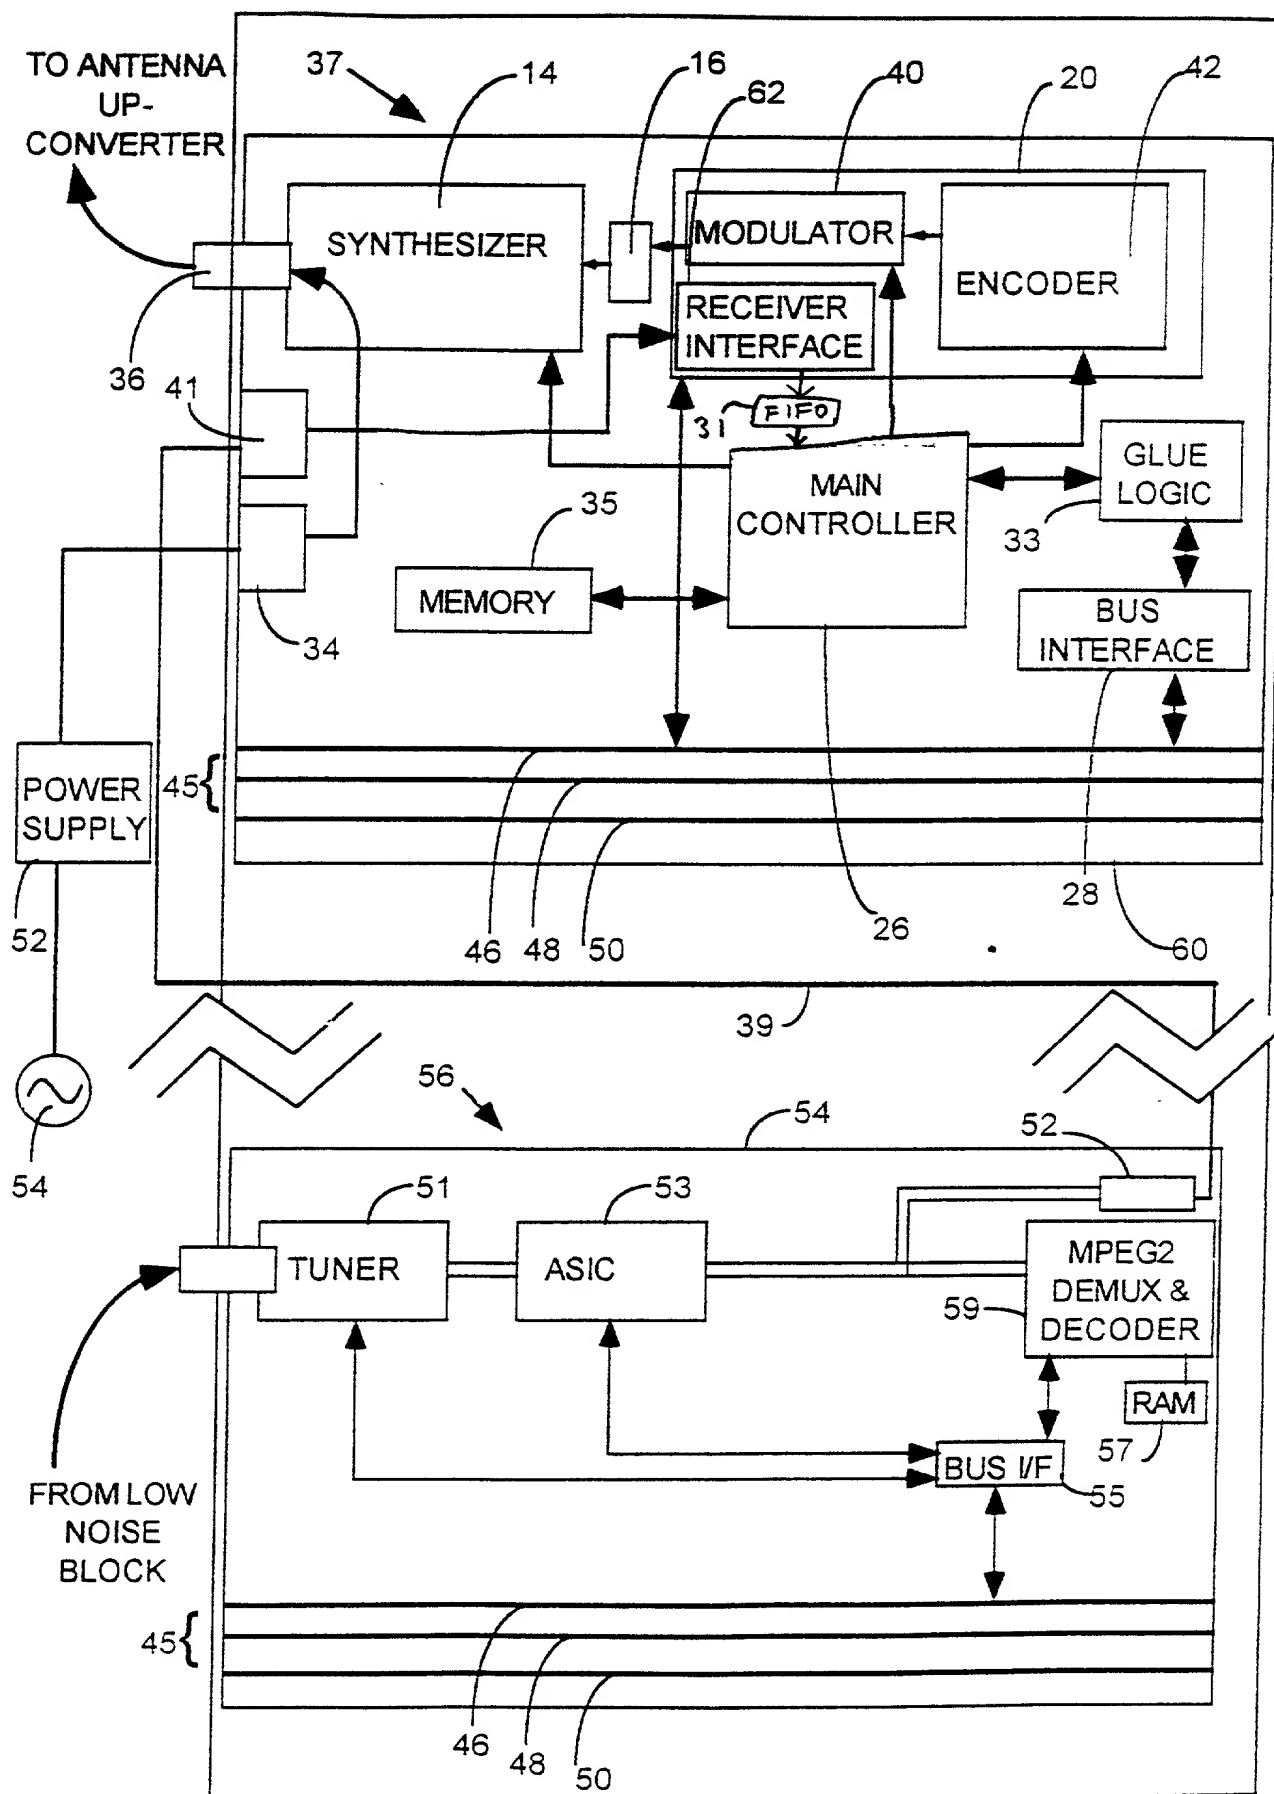 TO ANTENNA
UP-
CONVERTER
37
14
16
62
40
20
42
SYNTHESIZER
MODULATOR
ENCODER
RECEIVER
INTERFACE
36
41
31
FIFO
MAIN
CONTROLLER
GLUE
LOGIC
33
35
MEMORY
34
BUS
INTERFACE
28
POWER
SUPPLY
52
45{
46
48
50
26
60
39
54
56
54
52
51
53
TUNER
ASIC
MPEG2
DEMUX &
DECODER
59
RAM
57
BUS I/F
55
FROM LOW
NOISE
BLOCK
45{
46
48
50